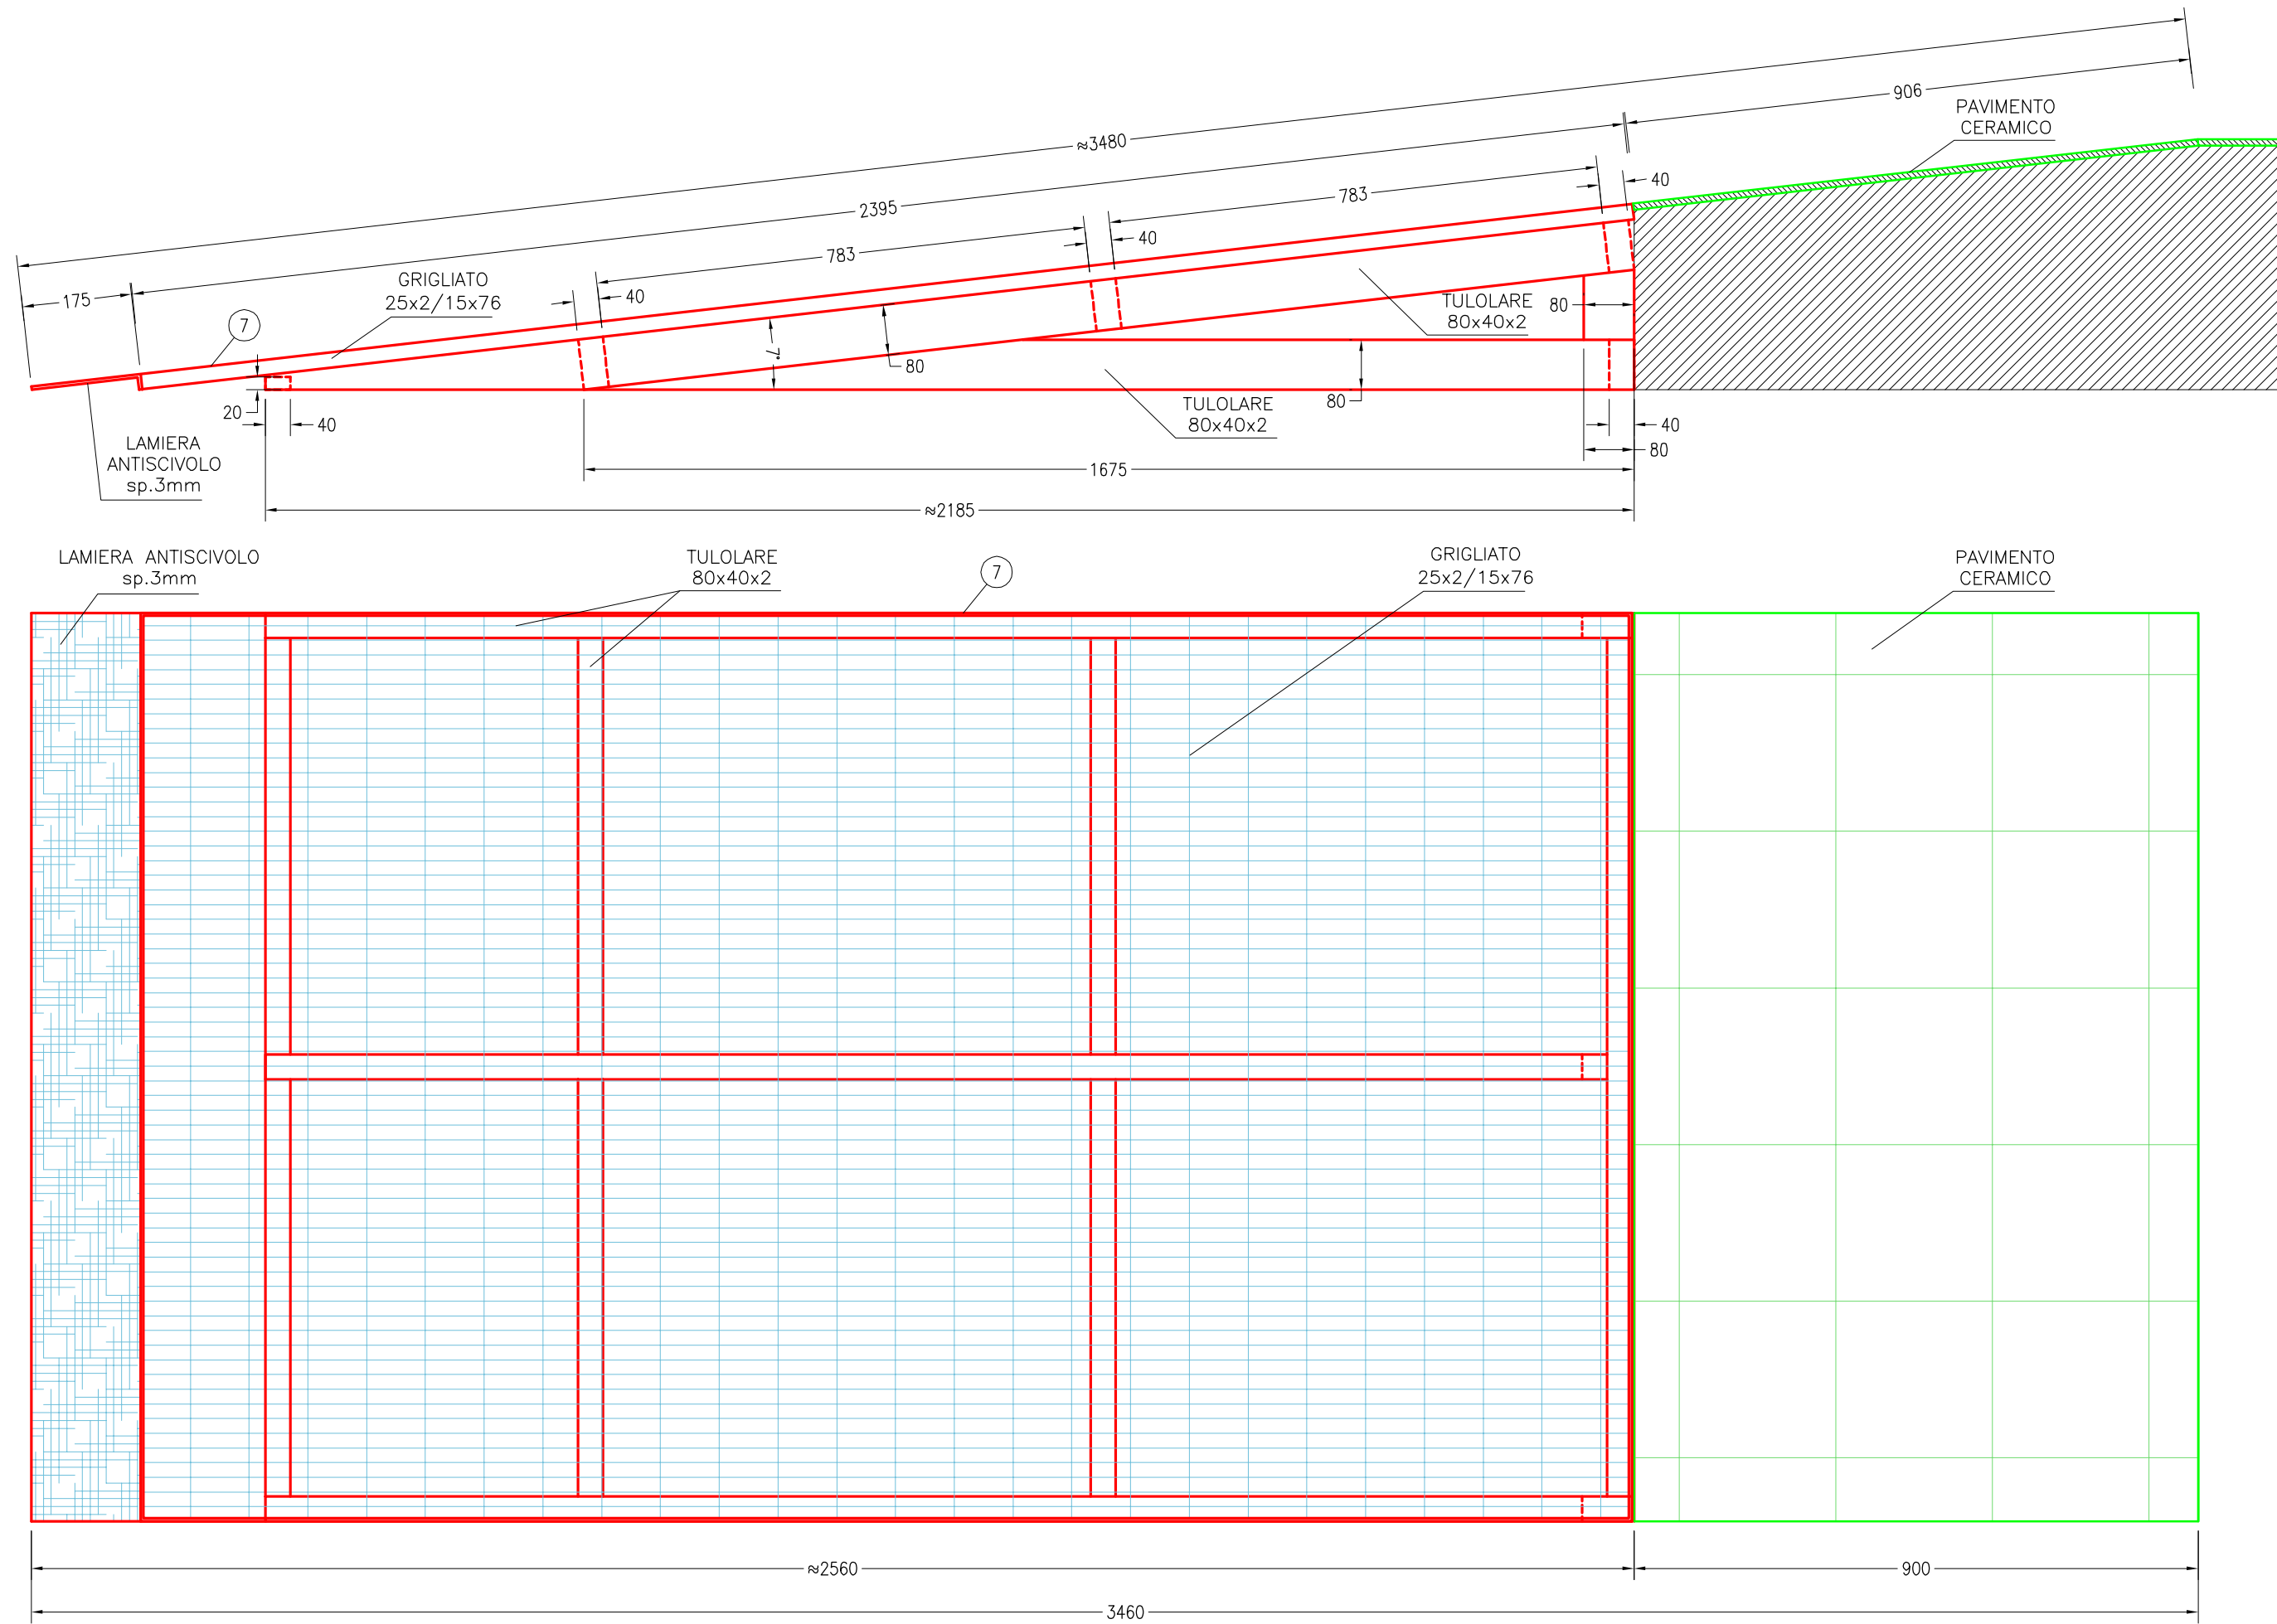 906
PAVIMENTO
CERAMICO
≈3480
40
783
2395
40
783
GRIGLIATO
25x2/15x76
175
40
TULOLARE
80x40x2
80
7
7°
80
20
40
TULOLARE
80x40x2
80
40
LAMIERA
ANTISCIVOLO
sp.3mm
80
1675
≈2185
LAMIERA ANTISCIVOLO
sp.3mm
TULOLARE
80x40x2
7
GRIGLIATO
25x2/15x76
PAVIMENTO
CERAMICO
≈2560
900
3460